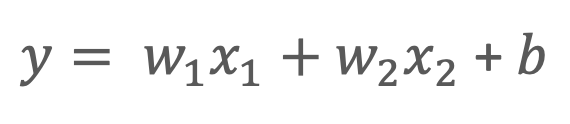 y = w₁x₁ + w₂x₂ + b